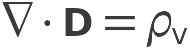 ∇ · D = ρᵥ